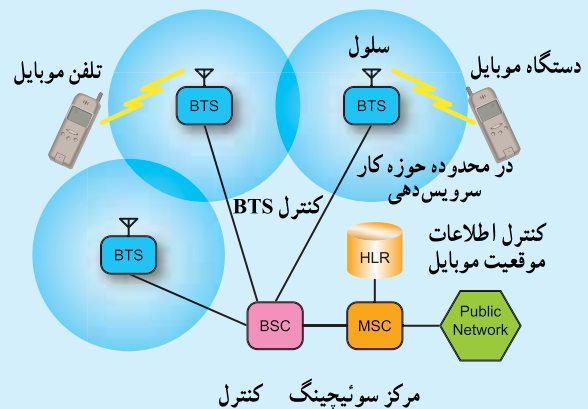 سلول
دستگاه موبایل
تلفن موبایل
BTS
BTS
در محدوده حوزه کار
سرویس‌دهی
کنترل BTS
BTS
کنترل اطلاعات
موقعیت موبایل
HLR
BSC
MSC
Public
Network
مرکز سوئیچینگ
کنترل